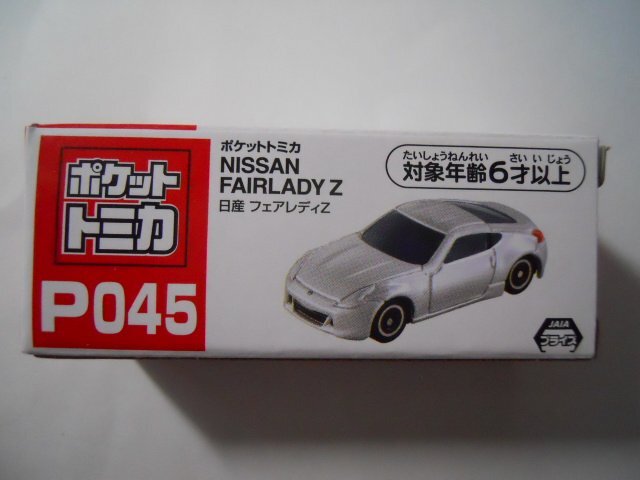 ポケット
トミカ
P045
ポケットトミカ
NISSAN
FAIRLADY Z
日産 フェアレディZ
たいしょうねんれい さい い じょう
対象年齢6才以上
JAIA
プライズ